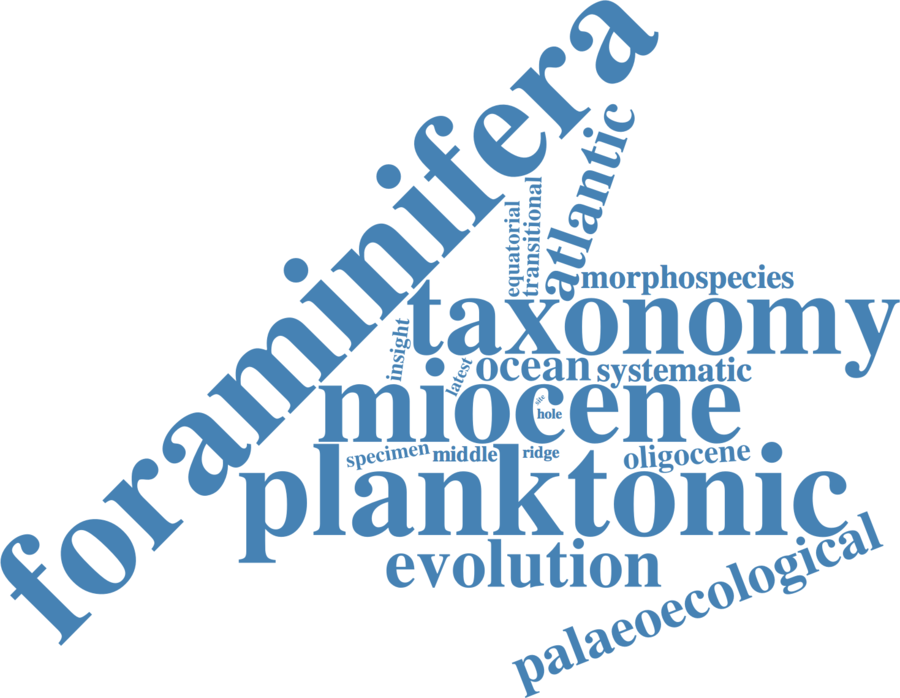 foraminifera
atlantic
equatorial
transitional
morphospecies
taxonomy
insight
latest
ocean
systematic
miocene
site
hole
specimen
middle
ridge
oligocene
planktonic
evolution
palaeoecological